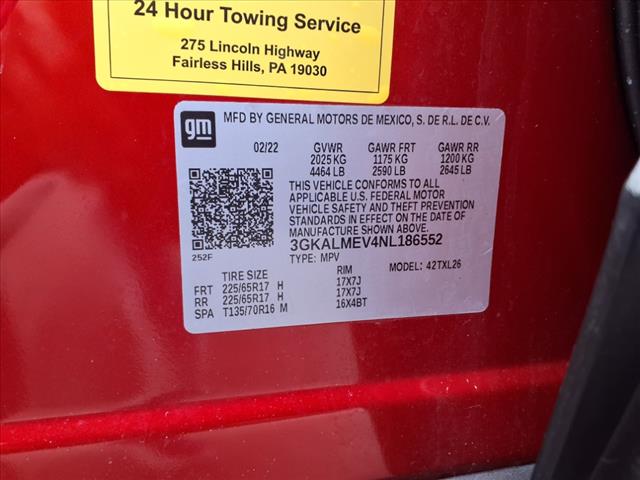 24 Hour Towing Service
275 Lincoln Highway
Fairless Hills, PA 19030
gm
MFD BY GENERAL MOTORS DE MEXICO, S. DE R.L. DE C.V.
02/22 GVWR GAWR FRT GAWR RR
2025 KG 1175 KG 1200 KG
4464 LB 2590 LB 2645 LB
THIS VEHICLE CONFORMS TO ALL
APPLICABLE U.S. FEDERAL MOTOR
VEHICLE SAFETY AND THEFT PREVENTION
STANDARDS IN EFFECT ON THE DATE OF
MANUFACTURE SHOWN ABOVE.
3GKALMEV4NL186552
252F
TYPE: MPV MODEL: 42TXL26
TIRE SIZE RIM
FRT 225/65R17 H 17X7J
RR 225/65R17 H 17X7J
SPA T135/70R16 M 16X4BT